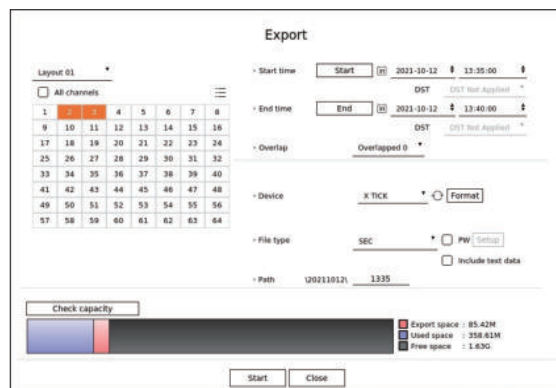 Export
Layout 01
All channels
1 2 3 4 5 6 7 8
9 10 11 12 13 14 15 16
17 18 19 20 21 22 23 24
25 26 27 28 29 30 31 32
33 34 35 36 37 38 39 40
41 42 43 44 45 46 47 48
49 50 51 52 53 54 55 56
57 58 59 60 61 62 63 64
Start time Start 2021-10-12 13:35:00
DST DST Not Applied
End time End 2021-10-12 13:40:00
DST DST Not Applied
Overlap Overlapped 0
Device X TICK Format
File type SEC PW Setup
Include text data
Path \20211012\ 1335
Check capacity
Export space : 85.42M
Used space : 358.61M
Free space : 1.63G
Start Close